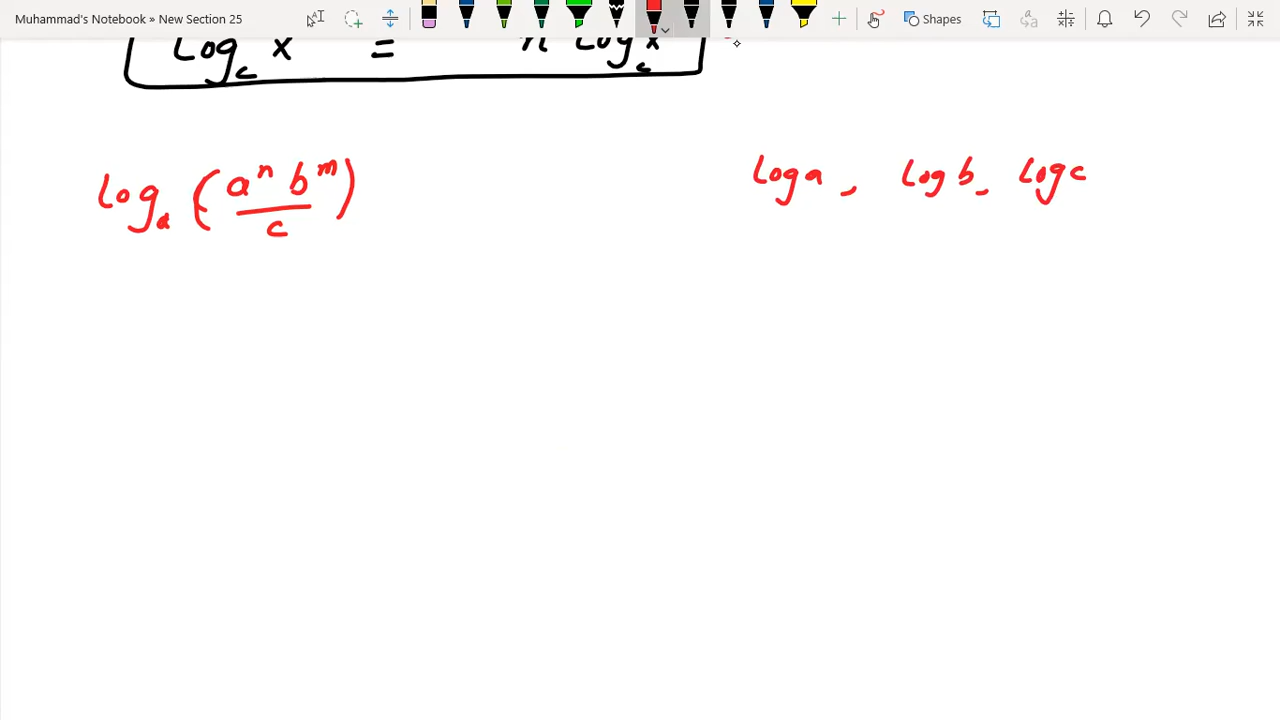 Muhammad's Notebook » New Section 25
Shapes
Log_c x = n Log_c x
log_a (a^n b^m / c)
Log a , Log b , Log c